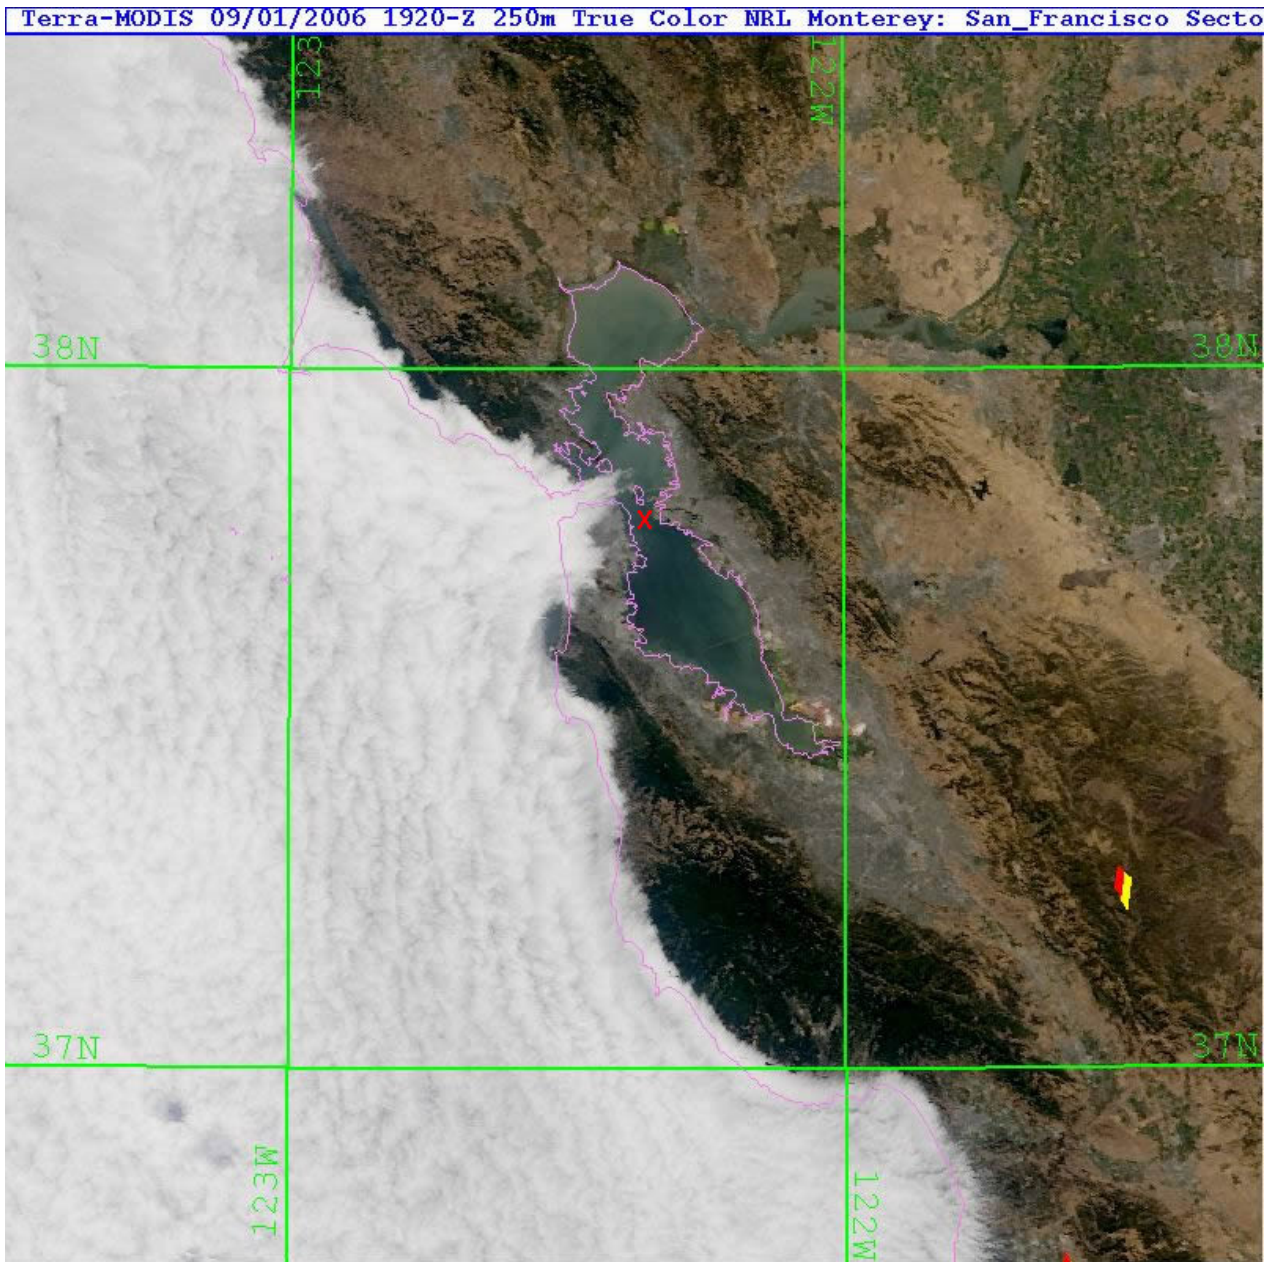 Terra-MODIS 09/01/2006 1920-Z 250m True Color NRL Monterey: San_Francisco Secto
123
122W
38N
38N
X
37N
37N
123W
122W